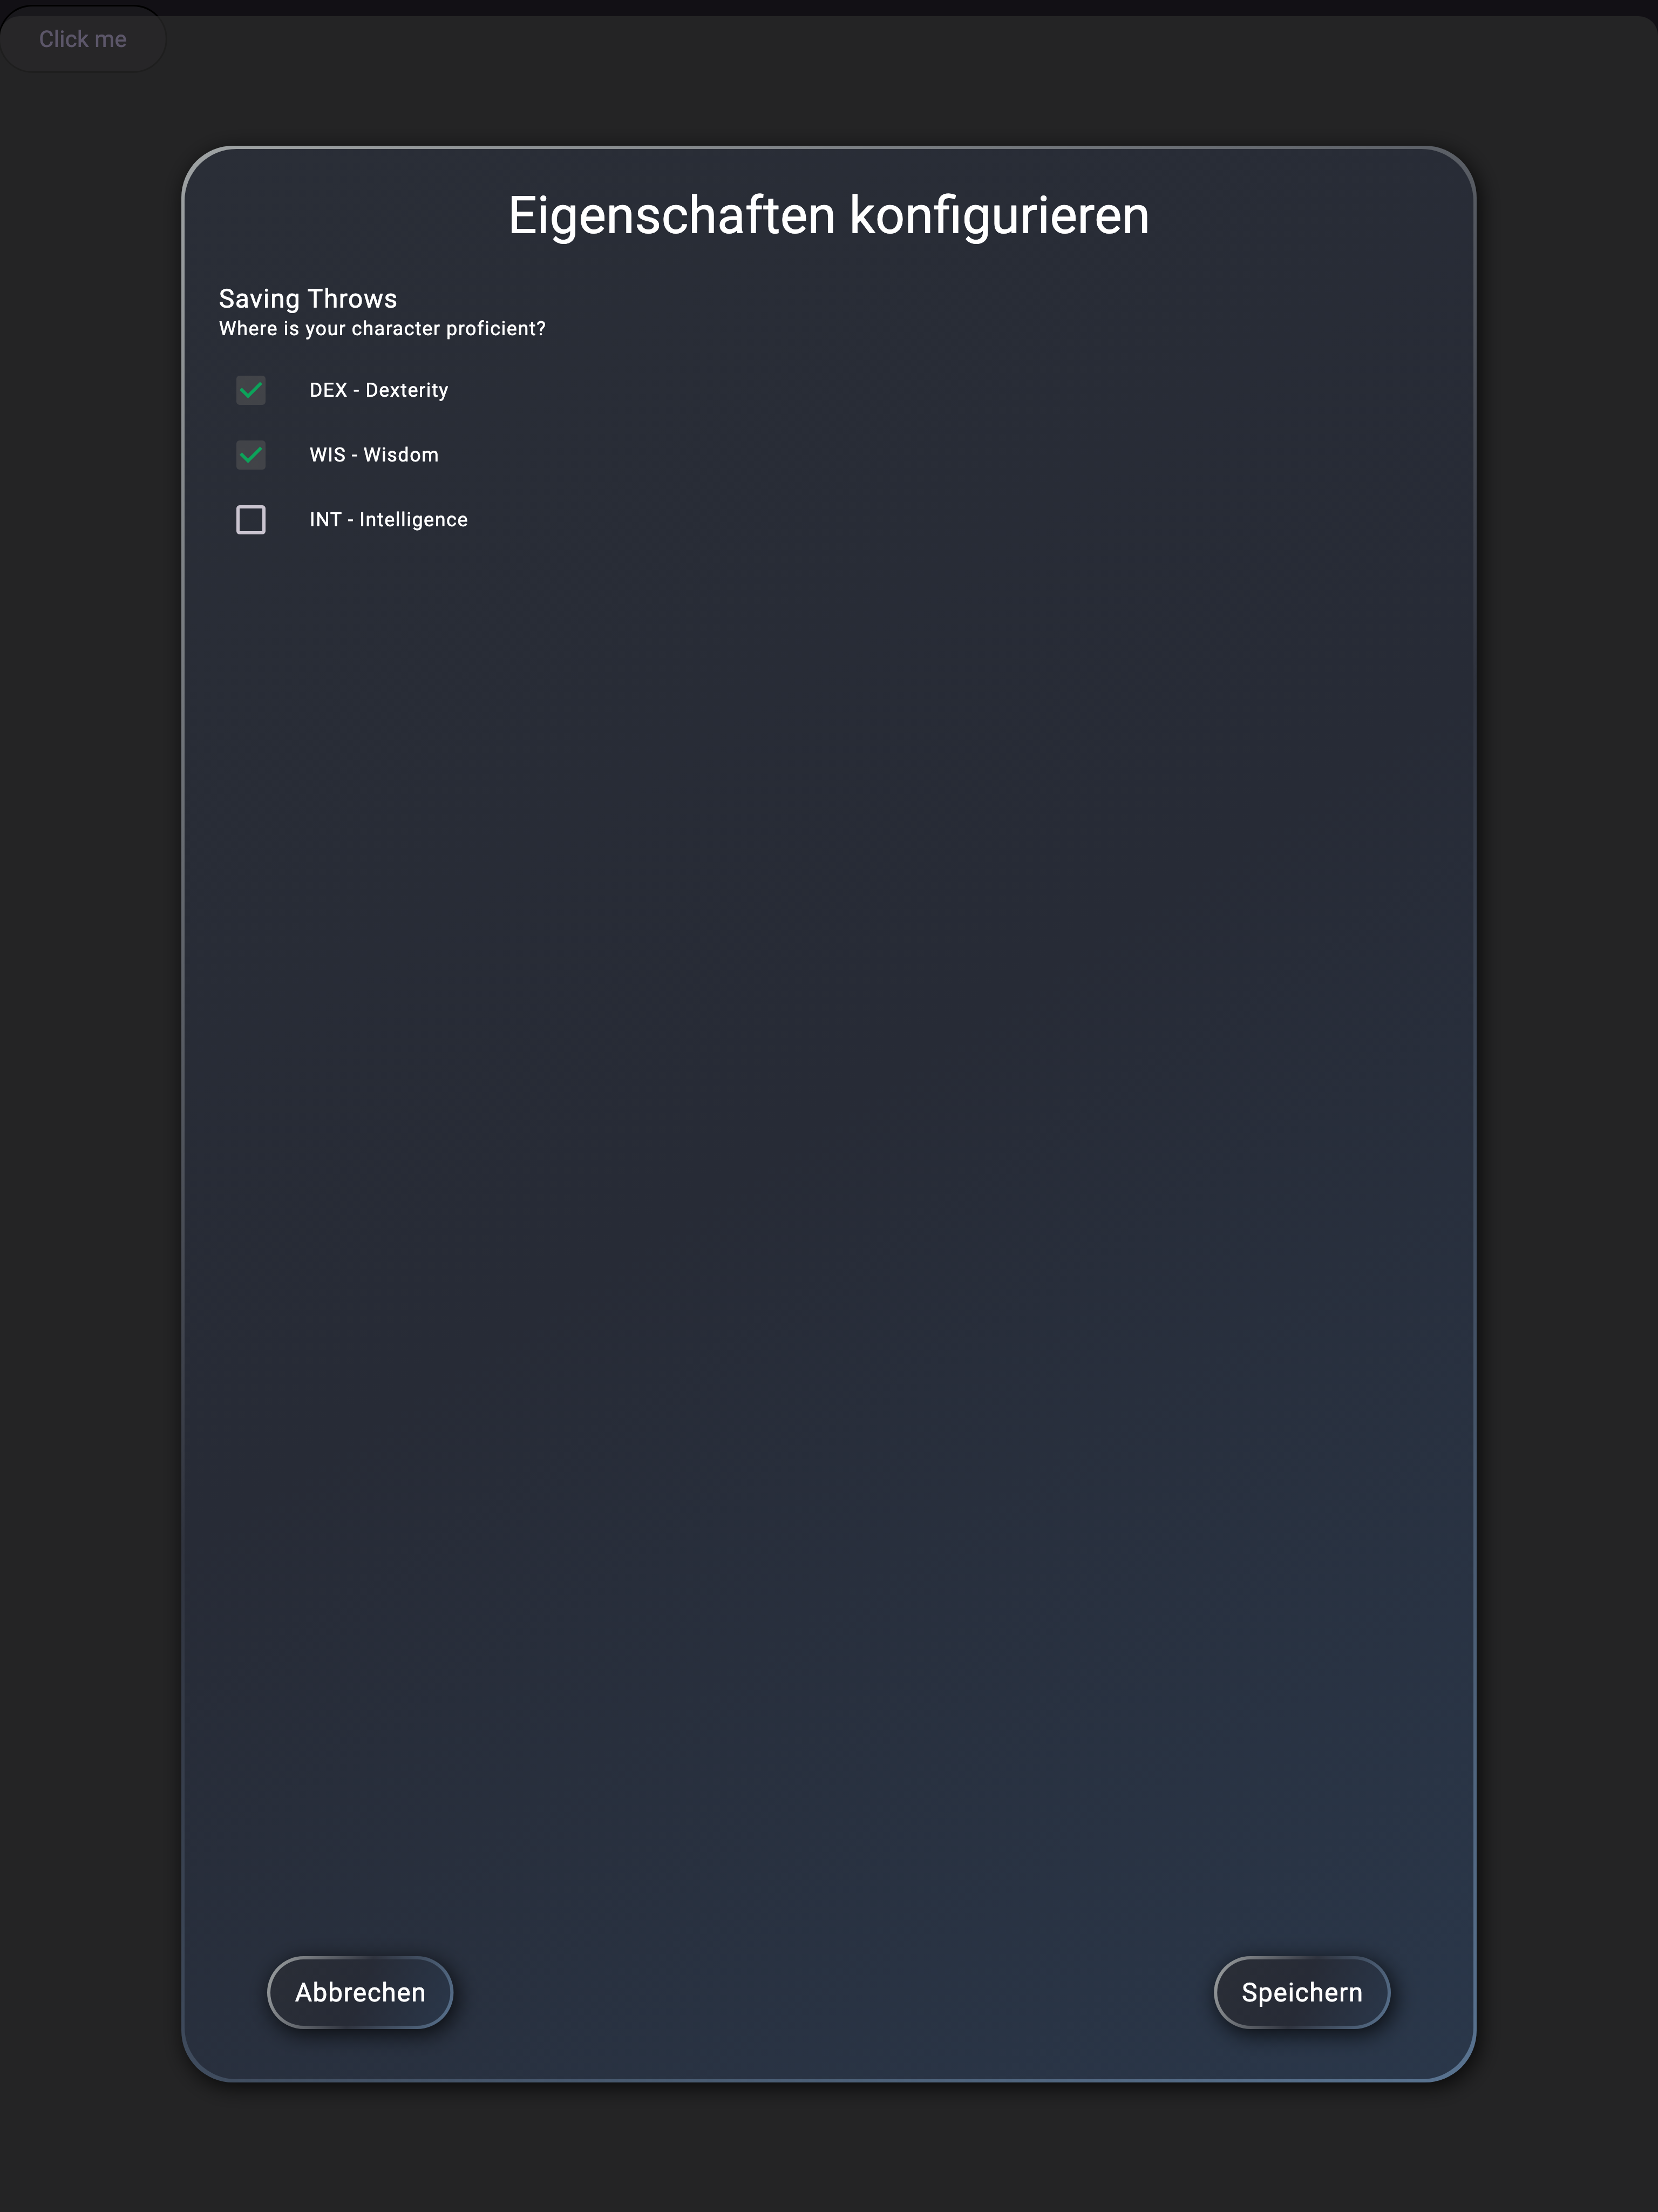 Click me
Eigenschaften konfigurieren
Saving Throws
Where is your character proficient?
DEX - Dexterity
WIS - Wisdom
INT - Intelligence
Abbrechen
Speichern